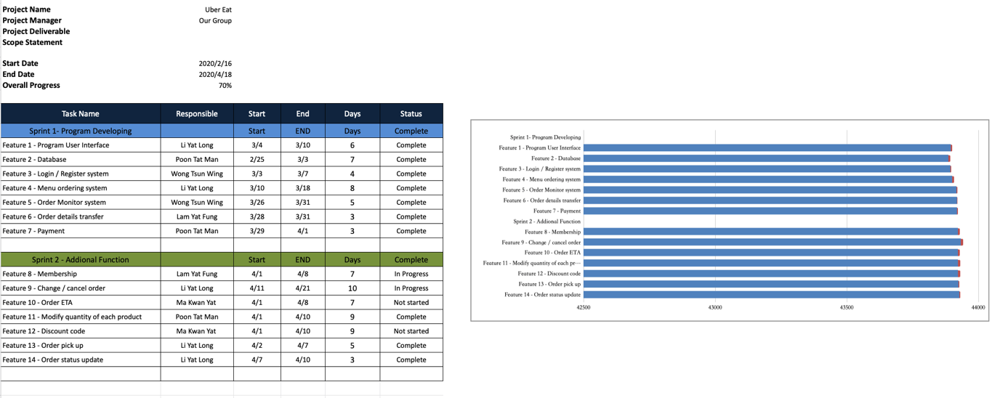 Project Name Uber Eat
Project Manager Our Group
Project Deliverable
Scope Statement
Start Date 2020/2/16
End Date 2020/4/18
Overall Progress 70%
Task Name Responsible Start End Days Status
Sprint 1- Program Developing Start END Days Complete
Feature 1 - Program User Interface Li Yat Long 3/4 3/10 6 Complete
Feature 2 - Database Poon Tat Man 2/25 3/3 7 Complete
Feature 3 - Login / Register system Wong Tsun Wing 3/3 3/7 4 Complete
Feature 4 - Menu ordering system Li Yat Long 3/10 3/18 8 Complete
Feature 5 - Order Monitor system Wong Tsun Wing 3/26 3/31 5 Complete
Feature 6 - Order details transfer Lam Yat Fung 3/28 3/31 3 Complete
Feature 7 - Payment Poon Tat Man 3/29 4/1 3 Complete
Sprint 2 - Addional Function Start END Days Complete
Feature 8 - Membership Lam Yat Fung 4/1 4/8 7 In Progress
Feature 9 - Change / cancel order Li Yat Long 4/11 4/21 10 In Progress
Feature 10 - Order ETA Ma Kwan Yat 4/1 4/8 7 Not started
Feature 11 - Modify quantity of each product Poon Tat Man 4/1 4/10 9 Complete
Feature 12 - Discount code Ma Kwan Yat 4/1 4/10 9 Not started
Feature 13 - Order pick up Li Yat Long 4/2 4/7 5 Complete
Feature 14 - Order status update Li Yat Long 4/7 4/10 3 Complete
Sprint 1- Program Developing
Feature 1 - Program User Interface
Feature 2 - Database
Feature 3 - Login / Register system
Feature 4 - Menu ordering system
Feature 5 - Order Monitor system
Feature 6 - Order details transfer
Feature 7 - Payment
Sprint 2 - Addional Function
Feature 8 - Membership
Feature 9 - Change / cancel order
Feature 10 - Order ETA
Feature 11 - Modify quantity of each pr···
Feature 12 - Discount code
Feature 13 - Order pick up
Feature 14 - Order status update
42500 43000 43500 44000